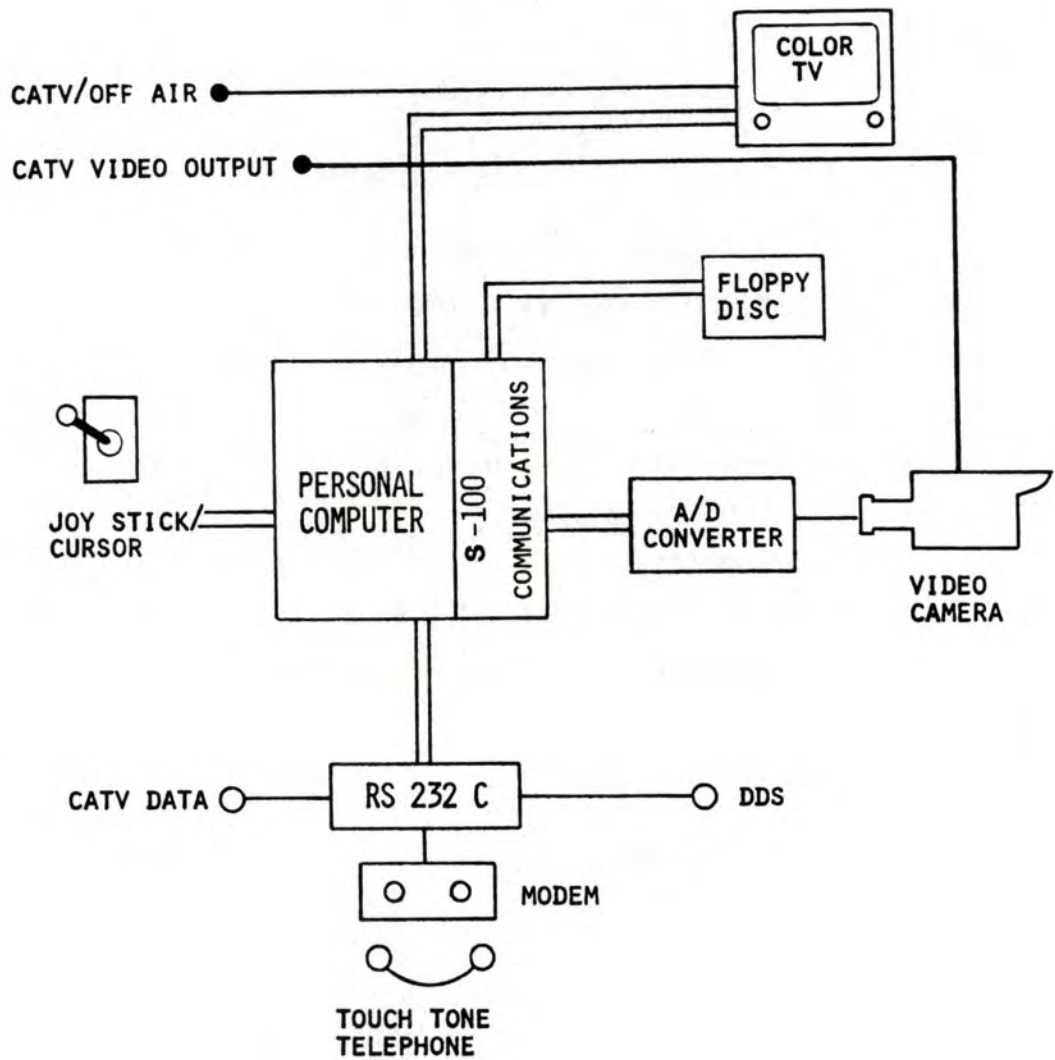 COLOR
TV
CATV/OFF AIR
CATV VIDEO OUTPUT
FLOPPY
DISC
PERSONAL
COMPUTER
S-100
COMMUNICATIONS
JOY STICK/
CURSOR
A/D
CONVERTER
VIDEO
CAMERA
CATV DATA
RS 232 C
DDS
MODEM
TOUCH TONE
TELEPHONE